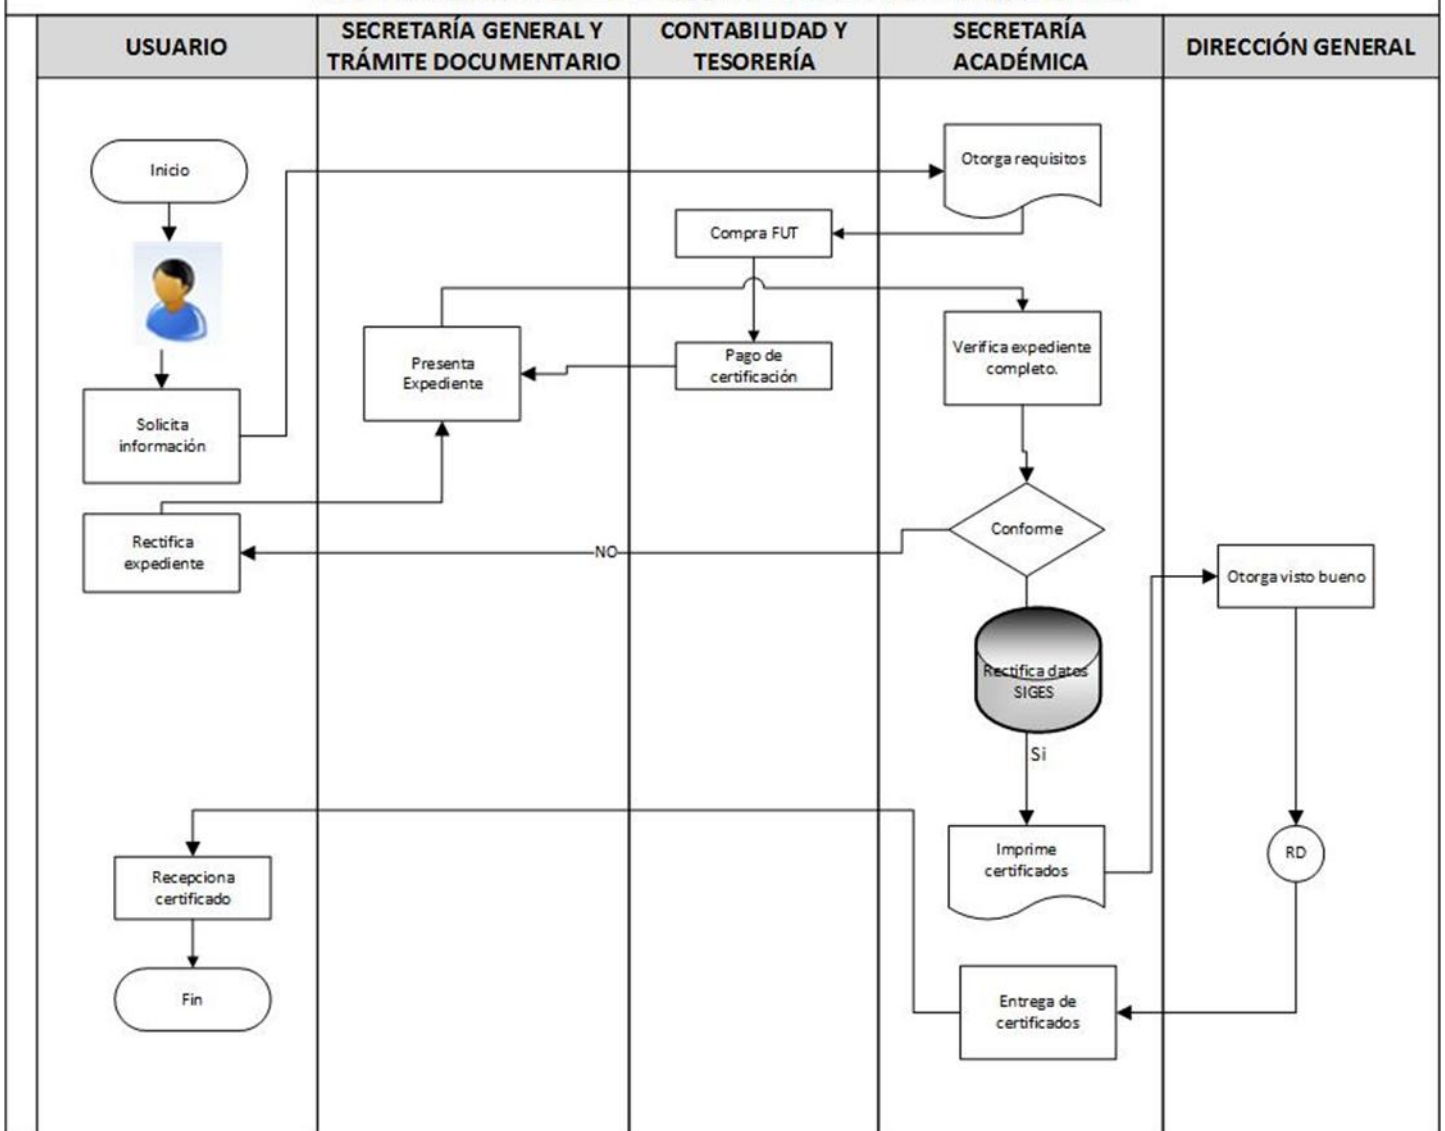 USUARIO
SECRETARÍA GENERAL Y
TRÁMITE DOCUMENTARIO
CONTABILIDAD Y
TESORERÍA
SECRETARÍA
ACADÉMICA
DIRECCIÓN GENERAL
Inicio
Otorga requisitos
Compra FUT
Presenta
Expediente
Pago de
certificación
Verifica expediente
completo.
Solicita
información
Conforme
Rectifica
expediente
NO
Otorga visto bueno
Rectifica datos
SIGES
Si
Imprime
certificados
RD
Recepciona
certificado
Fin
Entrega de
certificados